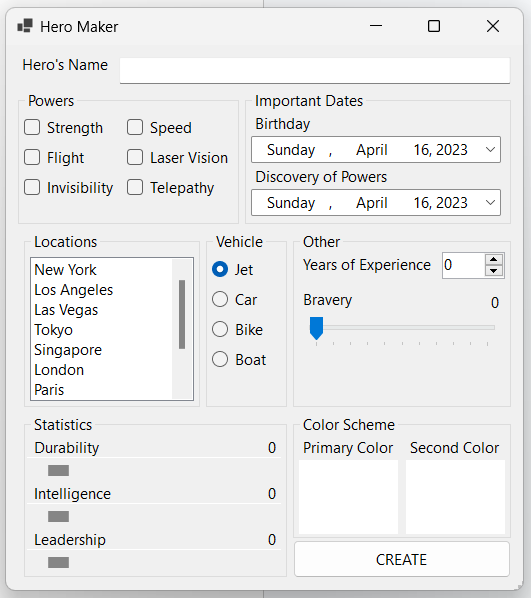 Hero Maker
Hero's Name
Powers
Strength Speed
Flight Laser Vision
Invisibility Telepathy
Important Dates
Birthday
Sunday , April 16, 2023
Discovery of Powers
Sunday , April 16, 2023
Locations
New York
Los Angeles
Las Vegas
Tokyo
Singapore
London
Paris
Vehicle
Jet
Car
Bike
Boat
Other
Years of Experience 0
Bravery 0
Statistics
Durability 0
Intelligence 0
Leadership 0
Color Scheme
Primary Color Second Color
CREATE